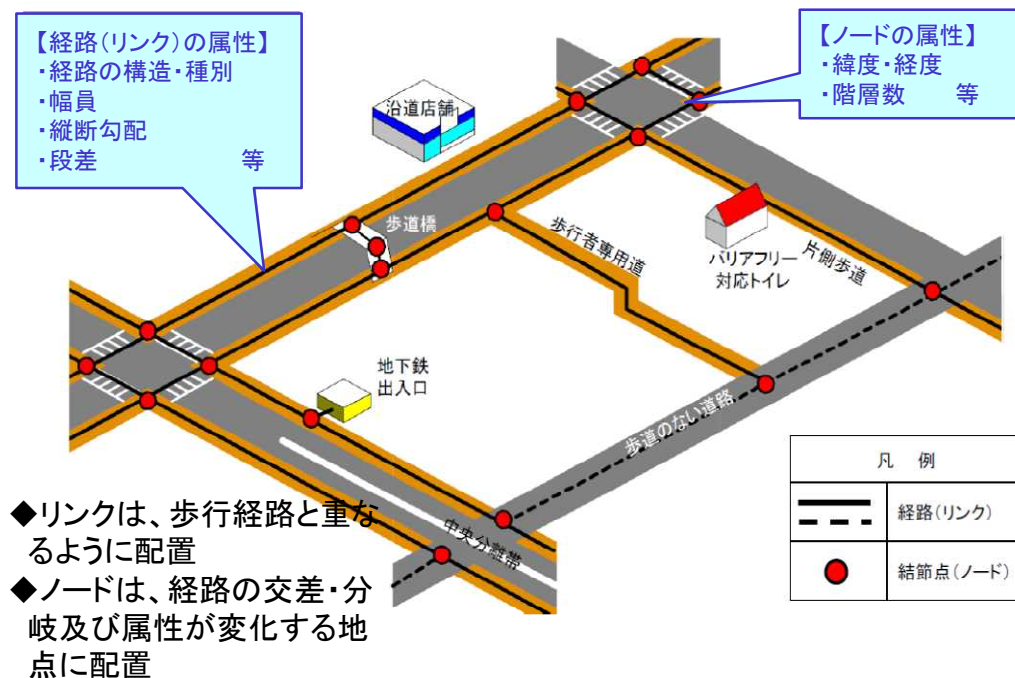 【経路(リンク)の属性】
・経路の構造・種別
・幅員
・縦断勾配
・段差 等
【ノードの属性】
・緯度・経度
・階層数 等
沿道店舗
歩道橋
歩行者専用道
バリアフリー
対応トイレ
片側歩道
地下鉄
出入口
歩道のない道路
中央分離帯
◆リンクは、歩行経路と重な
るように配置
◆ノードは、経路の交差・分
岐及び属性が変化する地
点に配置
凡 例
経路(リンク)
結節点(ノード)